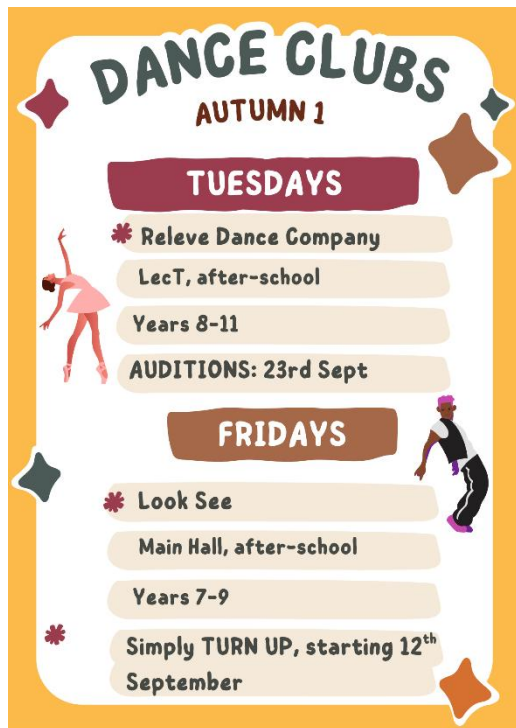 DANCE CLUBS
AUTUMN 1
TUESDAYS
Releve Dance Company
LecT, after-school
Years 8-11
AUDITIONS: 23rd Sept
FRIDAYS
Look See
Main Hall, after-school
Years 7-9
Simply TURN UP, starting 12th
September